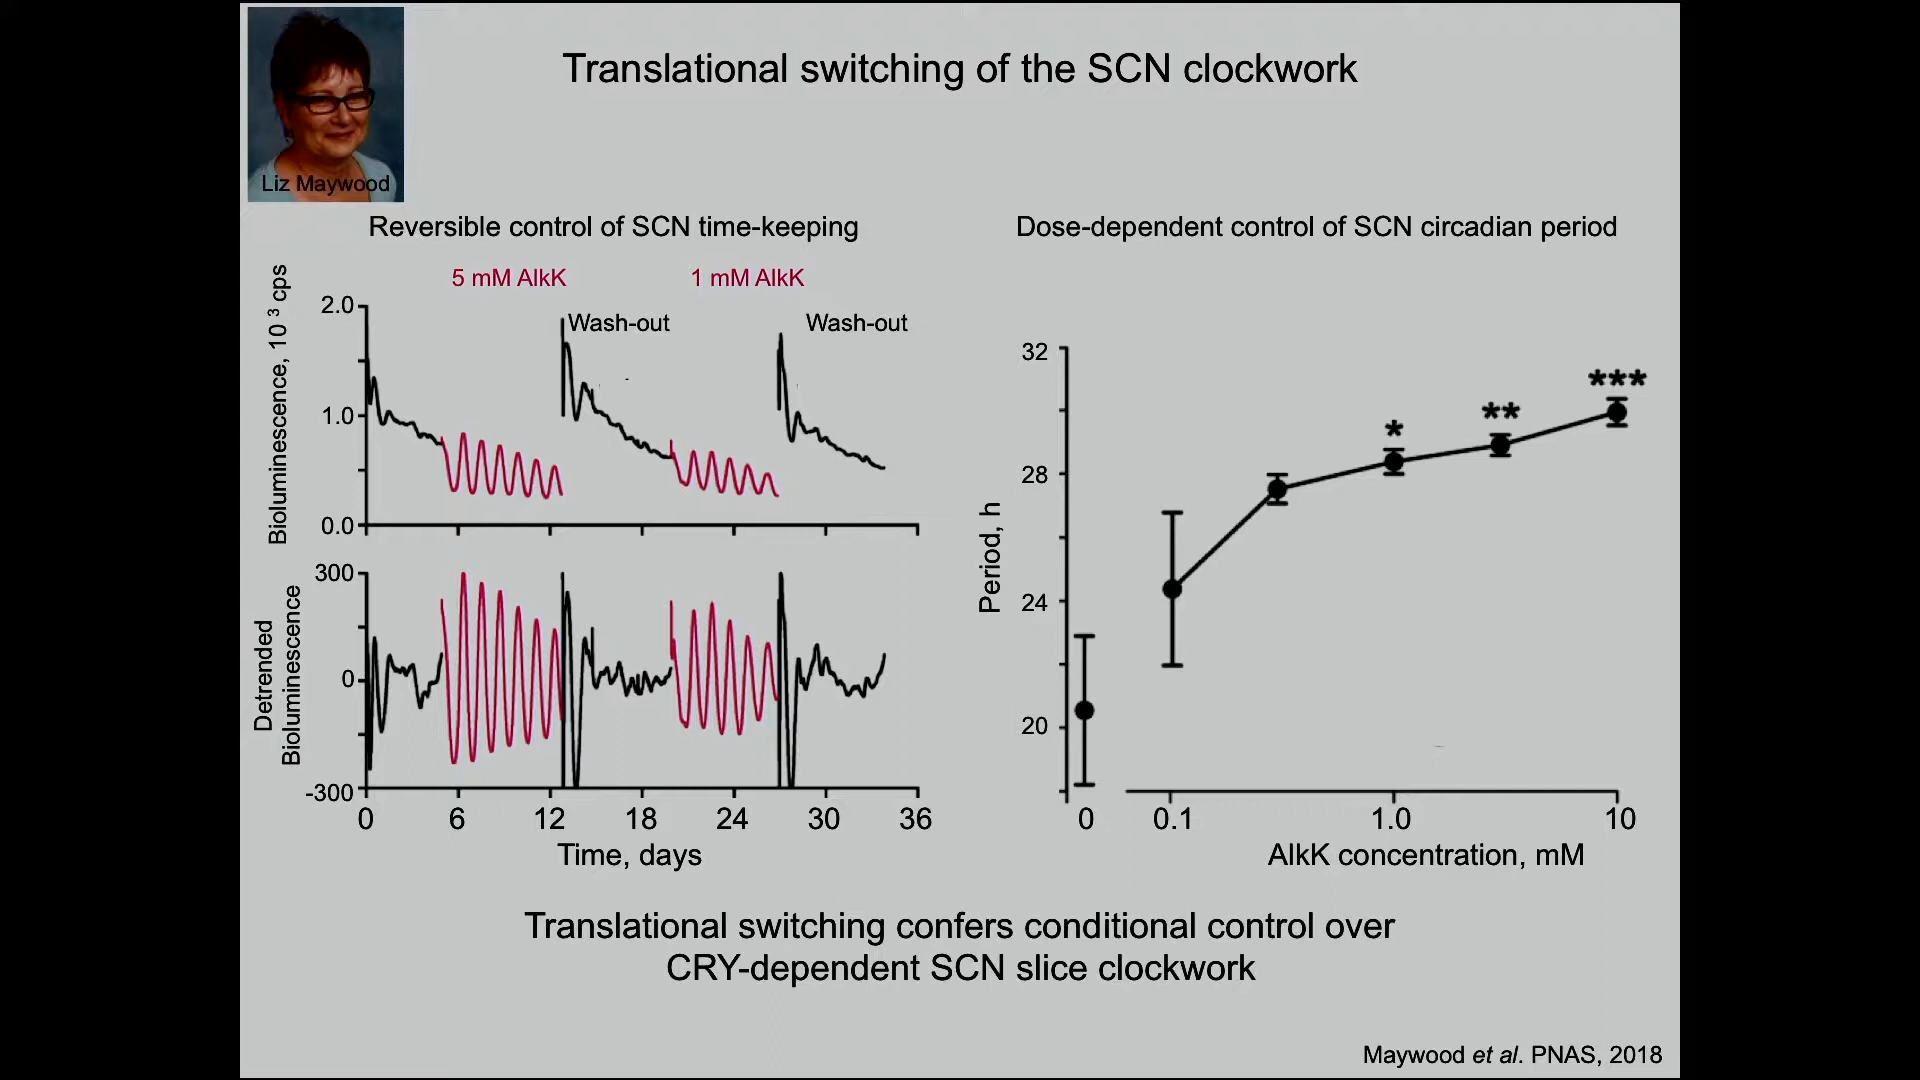 Translational switching of the SCN clockwork
Liz Maywood
Reversible control of SCN time-keeping
5 mM AlkK
1 mM AlkK
Wash-out
Wash-out
Bioluminescence, 10 3 cps
2.0
1.0
0.0
Detrended
Bioluminescence
300
0
-300
0 6 12 18 24 30 36
Time, days
Dose-dependent control of SCN circadian period
Period, h
32
28
24
20
*
**
***
0 0.1 1.0 10
AlkK concentration, mM
Translational switching confers conditional control over
CRY-dependent SCN slice clockwork
Maywood et al. PNAS, 2018